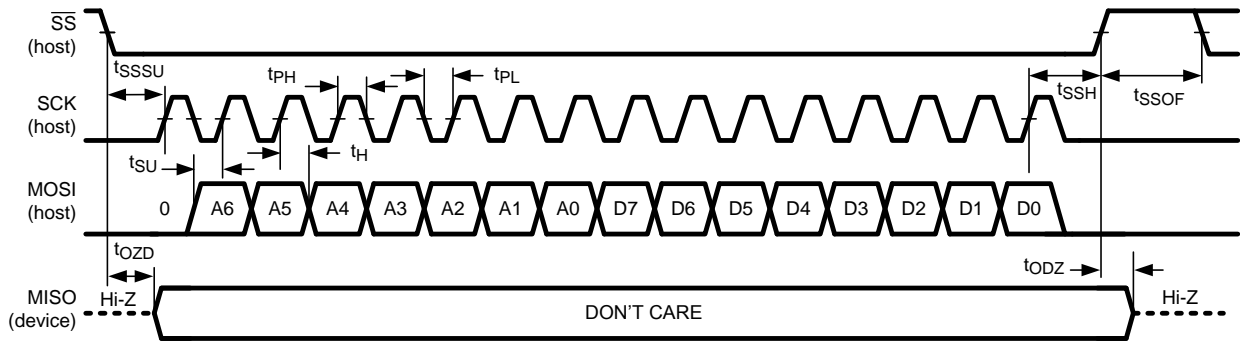 SS
(host)
tSSSU
tPH
tPL
tSSH
tSSOF
SCK
(host)
tSU
tH
MOSI
(host)
0 A6 A5 A4 A3 A2 A1 A0 D7 D6 D5 D4 D3 D2 D1 D0
tOZD
tODZ
MISO
(device)
Hi-Z
DON'T CARE
Hi-Z